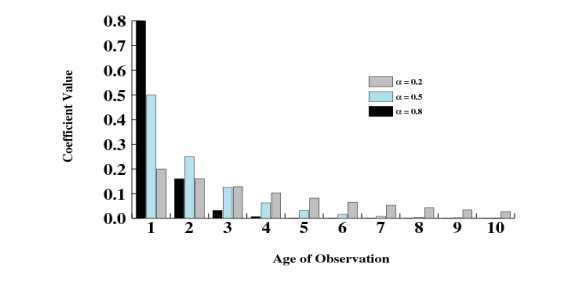 0.8
0.7
0.6
0.5
0.4
0.3
0.2
0.1
0.0
Coefficient Value
α = 0.2
α = 0.5
α = 0.8
1 2 3 4 5 6 7 8 9 10
Age of Observation